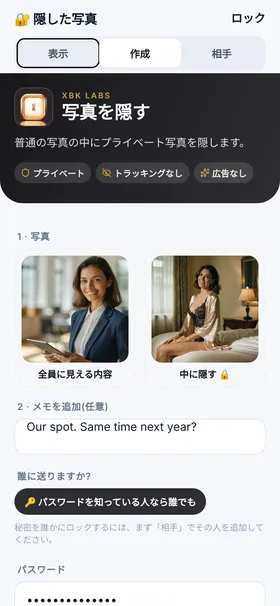 🔐 隠した写真
ロック
表示
作成
相手
XBK LABS
写真を隠す
普通の写真の中にプライベート写真を隠します。
プライベート
トラッキングなし
広告なし
1 · 写真
全員に見える内容
中に隠す 🔒
2 · メモを追加(任意)
Our spot. Same time next year?
誰に送りますか?
🔑 パスワードを知っている人なら誰でも
秘密を誰かにロックするには、まず「相手」でその人を追加して
ください。
パスワード
••••••••••••••